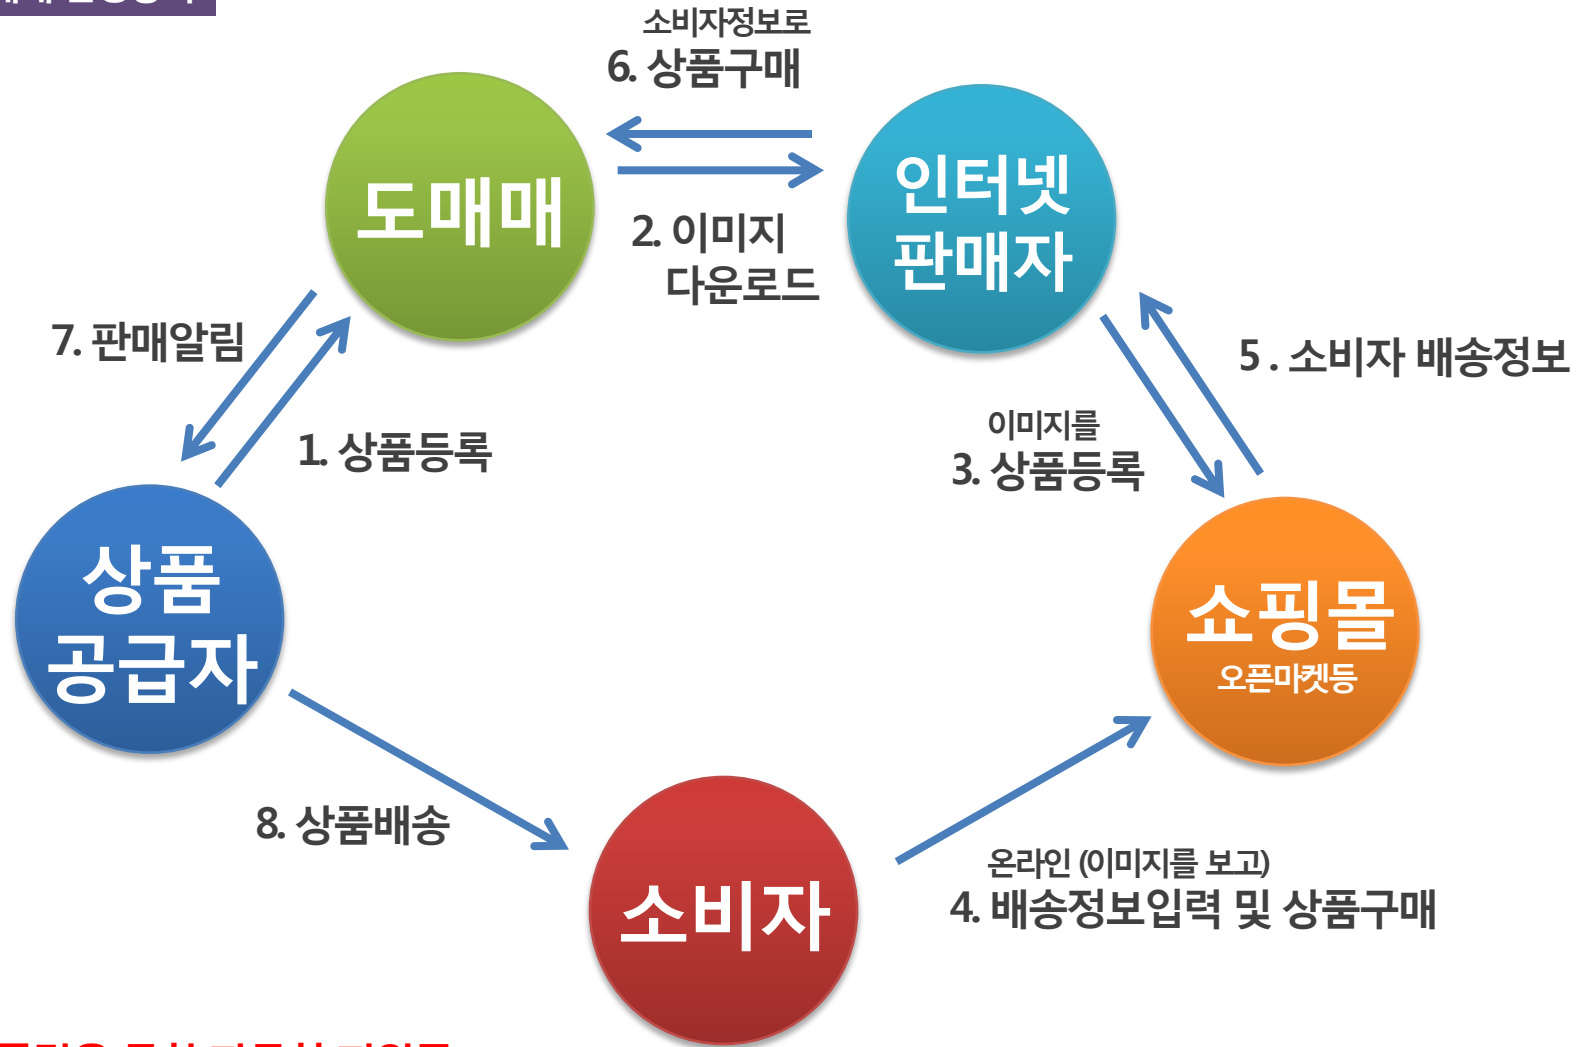 소비자정보로
6. 상품구매
도매매
인터넷
판매자
2. 이미지
다운로드
7. 판매알림
1. 상품등록
5 . 소비자 배송정보
이미지를
3. 상품등록
상품
공급자
쇼핑몰
오픈마켓등
8. 상품배송
소비자
온라인 (이미지를 보고)
4. 배송정보입력 및 상품구매